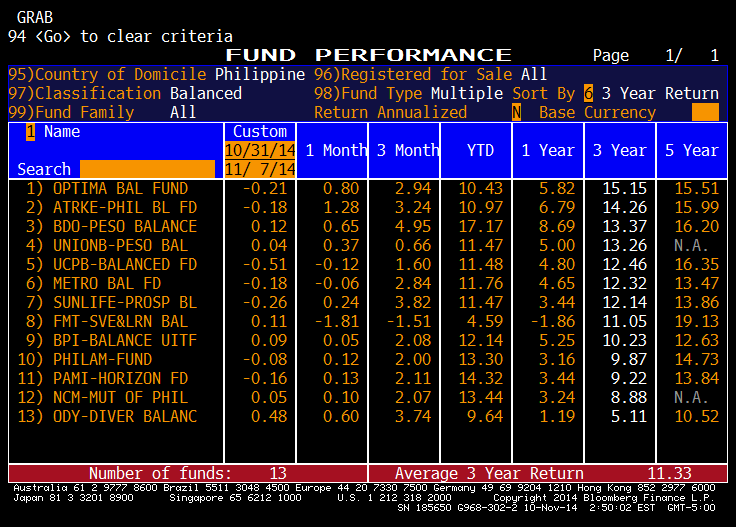 GRAB
94 <Go> to clear criteria
FUND PERFORMANCE Page 1/ 1
95)Country of Domicile Philippine 96)Registered for Sale All
97)Classification Balanced 98)Fund Type Multiple Sort By 6 3 Year Return
99)Fund Family All Return Annualized N Base Currency
1 Name Custom
10/31/14 1 Month 3 Month YTD 1 Year 3 Year 5 Year
Search 11/ 7/14
1) OPTIMA BAL FUND -0.21 0.80 2.94 10.43 5.82 15.15 15.51
2) ATRKE-PHIL BL FD -0.18 1.28 3.24 10.97 6.79 14.26 15.99
3) BDO-PESO BALANCE 0.12 0.65 4.95 17.17 8.69 13.37 16.20
4) UNIONB-PESO BAL 0.04 0.37 0.66 11.47 5.00 13.26 N.A.
5) UCPB-BALANCED FD -0.51 -0.12 1.60 11.48 4.80 12.46 16.35
6) METRO BAL FD -0.18 -0.06 2.84 11.76 4.65 12.32 13.47
7) SUNLIFE-PROSP BL -0.26 0.24 3.82 11.47 3.44 12.14 13.86
8) FMT-SVE&LRN BAL 0.11 -1.81 -1.51 4.59 -1.86 11.05 19.13
9) BPI-BALANCE UITF 0.09 0.05 2.08 12.14 5.25 10.23 12.63
10) PHILAM-FUND -0.08 0.12 2.00 13.30 3.16 9.87 14.73
11) PAMI-HORIZON FD -0.16 0.13 2.11 14.32 3.44 9.22 13.84
12) NCM-MUT OF PHIL 0.05 0.10 2.07 13.44 3.24 8.88 N.A.
13) ODY-DIVER BALANC 0.48 0.60 3.74 9.64 1.19 5.11 10.52
Number of funds: 13 Average 3 Year Return 11.33
Australia 61 2 9777 8600 Brazil 5511 3048 4500 Europe 44 20 7330 7500 Germany 49 69 9204 1210 Hong Kong 852 2977 6000
Japan 81 3 3201 8900 Singapore 65 6212 1000 U.S. 1 212 318 2000 Copyright 2014 Bloomberg Finance L.P.
SN 185650 G968-302-2 10-Nov-14 2:50:02 EST GMT-5:00